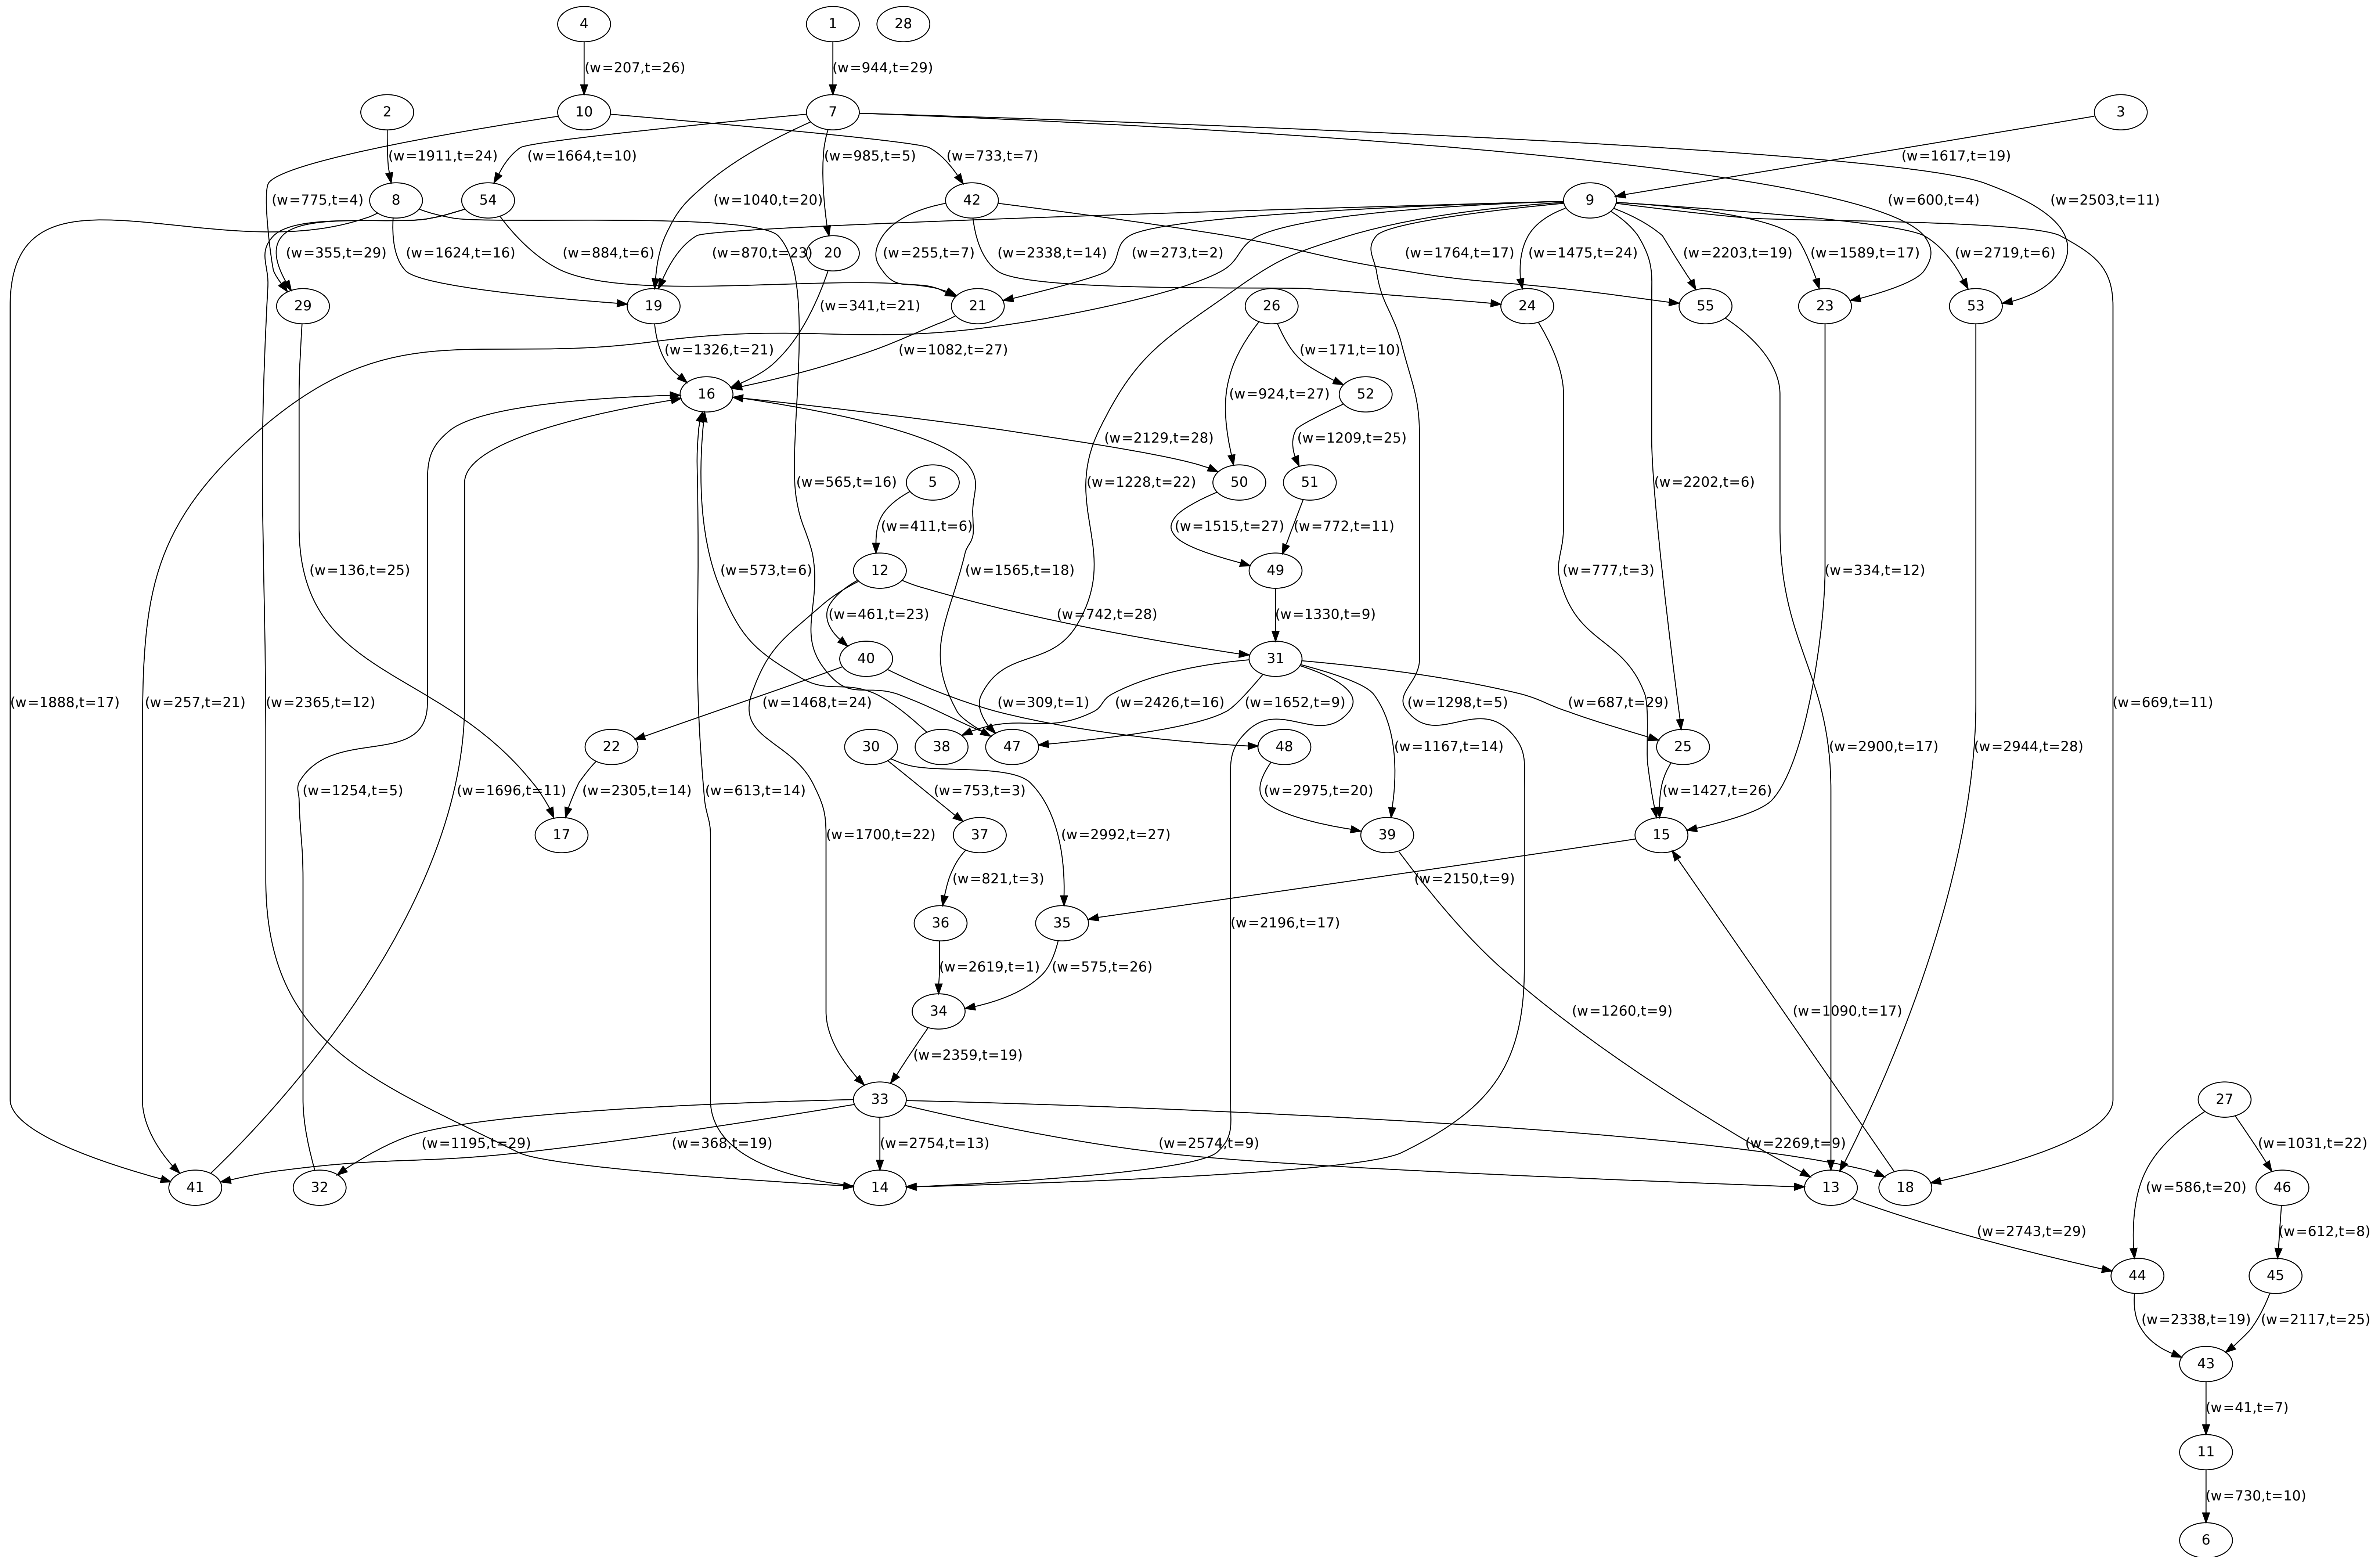 4 1 28
(w=207,t=26) (w=944,t=29)
2 10 7 3
(w=1911,t=24) (w=1664,t=10) (w=985,t=5) (w=733,t=7) (w=1617,t=19)
(w=775,t=4) 8 54 (w=1040,t=20) 42 9 (w=600,t=4) (w=2503,t=11)
(w=355,t=29) (w=1624,t=16) (w=884,t=6) (w=870,t=23) 20 (w=255,t=7) (w=2338,t=14) (w=273,t=2) (w=1764,t=17) (w=1475,t=24) (w=2203,t=19) (w=1589,t=17) (w=2719,t=6)
29 19 (w=341,t=21) 21 26 24 55 23 53
(w=1326,t=21) (w=1082,t=27) (w=171,t=10)
16 (w=924,t=27) 52
(w=2129,t=28) (w=1209,t=25)
(w=565,t=16) 5 (w=1228,t=22) 50 51 (w=2202,t=6)
(w=411,t=6) (w=1515,t=27) (w=772,t=11)
(w=136,t=25) (w=573,t=6) 12 (w=1565,t=18) 49 (w=777,t=3) (w=334,t=12)
(w=461,t=23) (w=742,t=28) (w=1330,t=9)
40 31
(w=1888,t=17) (w=257,t=21) (w=2365,t=12) (w=1468,t=24) (w=309,t=1) (w=2426,t=16) (w=1652,t=9) (w=1298,t=5) (w=687,t=29) (w=669,t=11)
22 30 38 47 48 (w=1167,t=14) 25 (w=2900,t=17) (w=2944,t=28)
(w=1254,t=5) (w=1696,t=11) (w=2305,t=14) (w=613,t=14) (w=753,t=3) (w=2975,t=20) (w=1427,t=26)
17 (w=1700,t=22) 37 (w=2992,t=27) 39 15
(w=821,t=3) (w=2150,t=9)
36 35 (w=2196,t=17)
(w=2619,t=1) (w=575,t=26)
34 (w=1260,t=9) (w=1090,t=17)
(w=2359,t=19)
33 27
(w=1195,t=29) (w=368,t=19) (w=2754,t=13) (w=2574,t=9) (w=2269,t=9) (w=1031,t=22)
41 32 14 13 18 (w=586,t=20) 46
(w=2743,t=29) (w=612,t=8)
44 45
(w=2338,t=19) (w=2117,t=25)
43
(w=41,t=7)
11
(w=730,t=10)
6